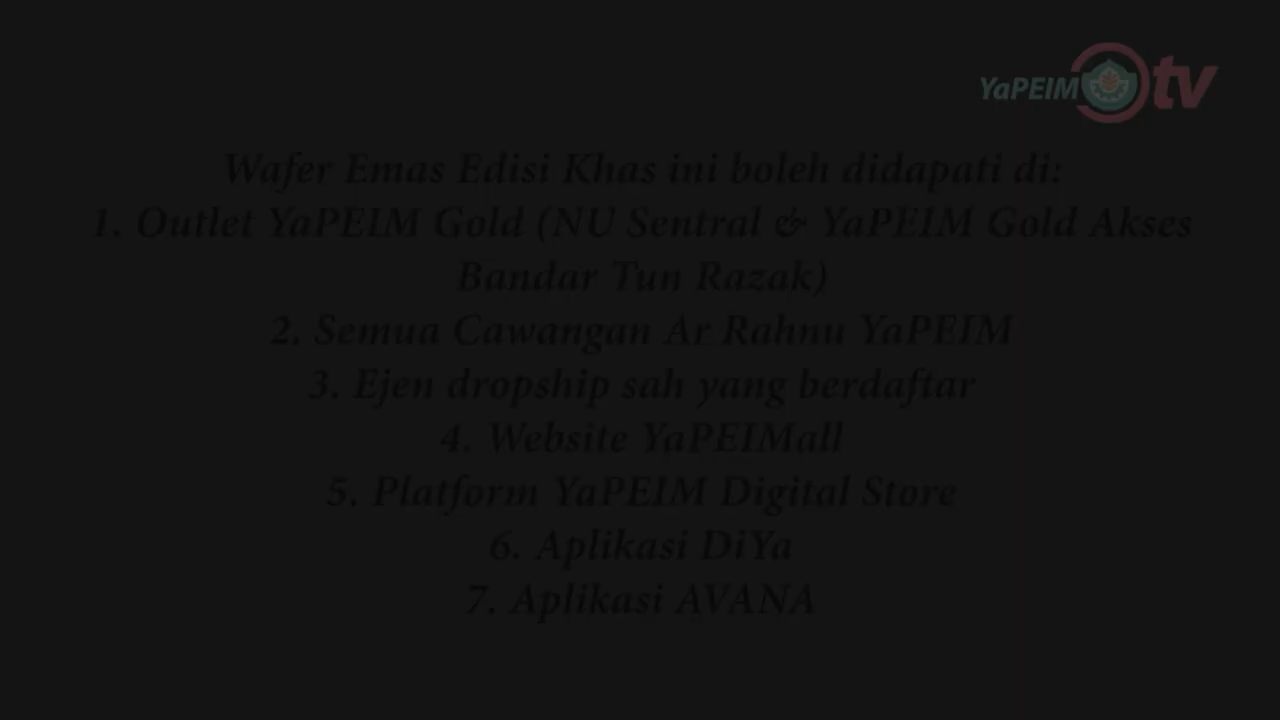 YaPEIM tv
Wafer Emas Edisi Khas ini boleh didapati di:
1. Outlet YaPEIM Gold (NU Sentral & YaPEIM Gold Akses
Bandar Tun Razak)
2. Semua Cawangan Ar Rahnu YaPEIM
3. Ejen dropship sah yang berdaftar
4. Website YaPEIMall
5. Platform YaPEIM Digital Store
6. Aplikasi DiYa
7. Aplikasi AVANA